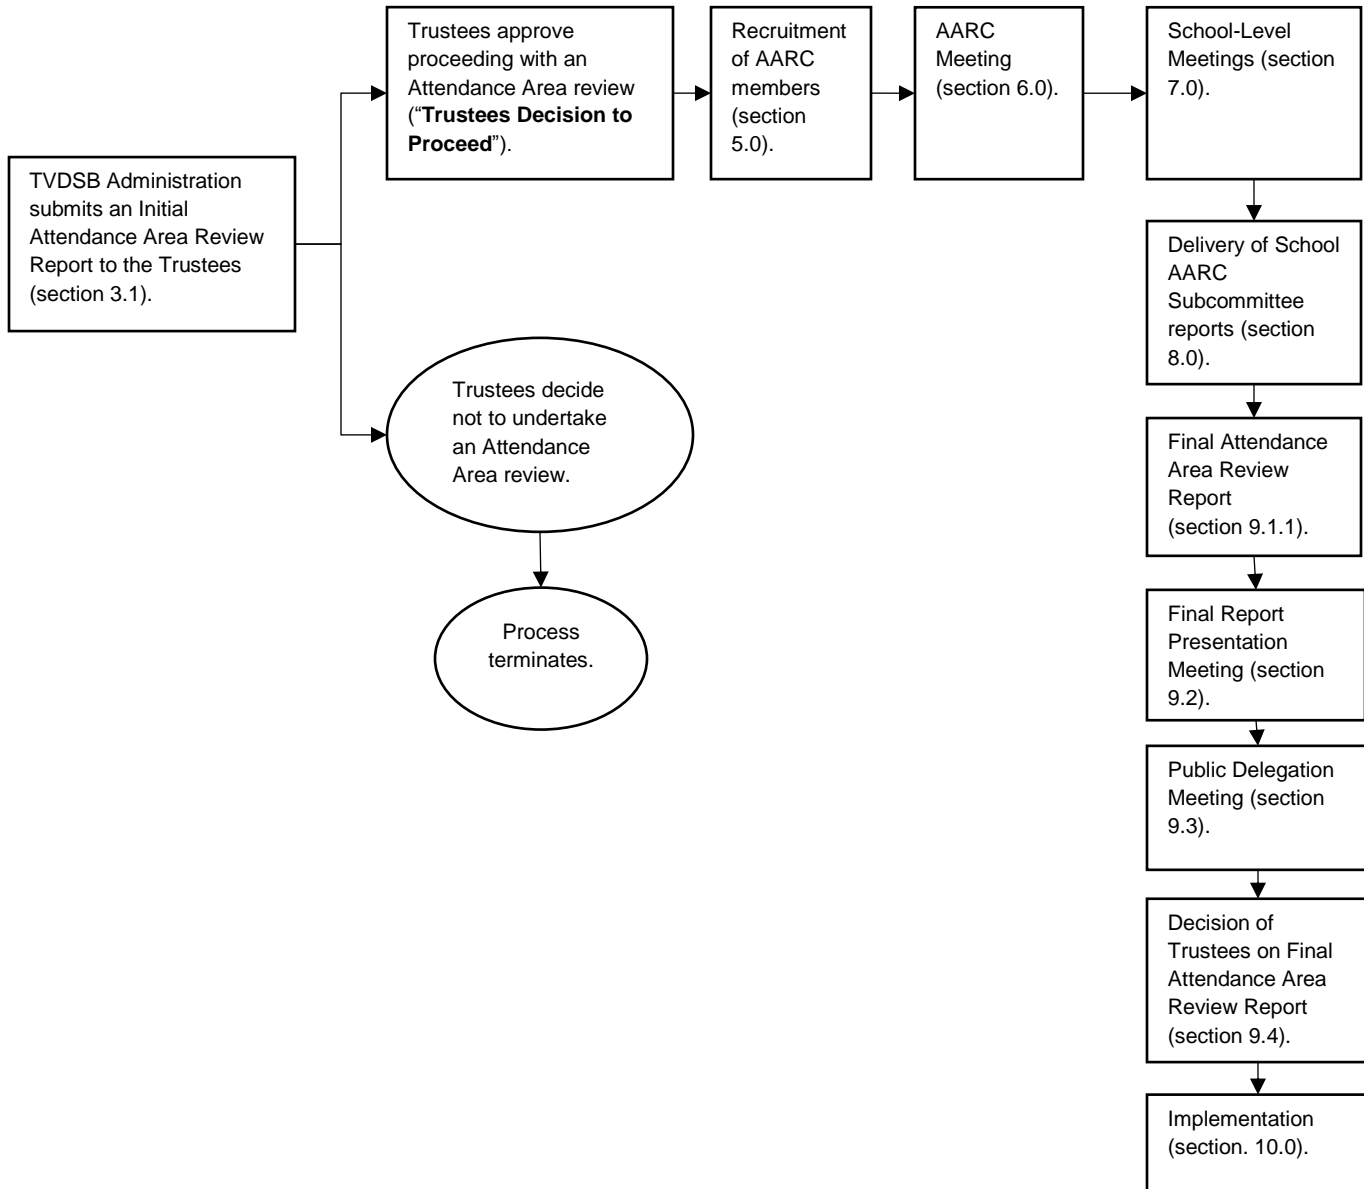 TVDSB Administration
submits an Initial
Attendance Area Review
Report to the Trustees
(section 3.1).
Trustees approve
proceeding with an
Attendance Area review
(“Trustees Decision to
Proceed”).
Recruitment
of AARC
members
(section
5.0).
AARC
Meeting
(section 6.0).
School-Level
Meetings (section
7.0).
Delivery of School
AARC
Subcommittee
reports (section
8.0).
Final Attendance
Area Review
Report
(section 9.1.1).
Final Report
Presentation
Meeting (section
9.2).
Public Delegation
Meeting (section
9.3).
Decision of
Trustees on Final
Attendance Area
Review Report
(section 9.4).
Implementation
(section. 10.0).
Trustees decide
not to undertake
an Attendance
Area review.
Process
terminates.